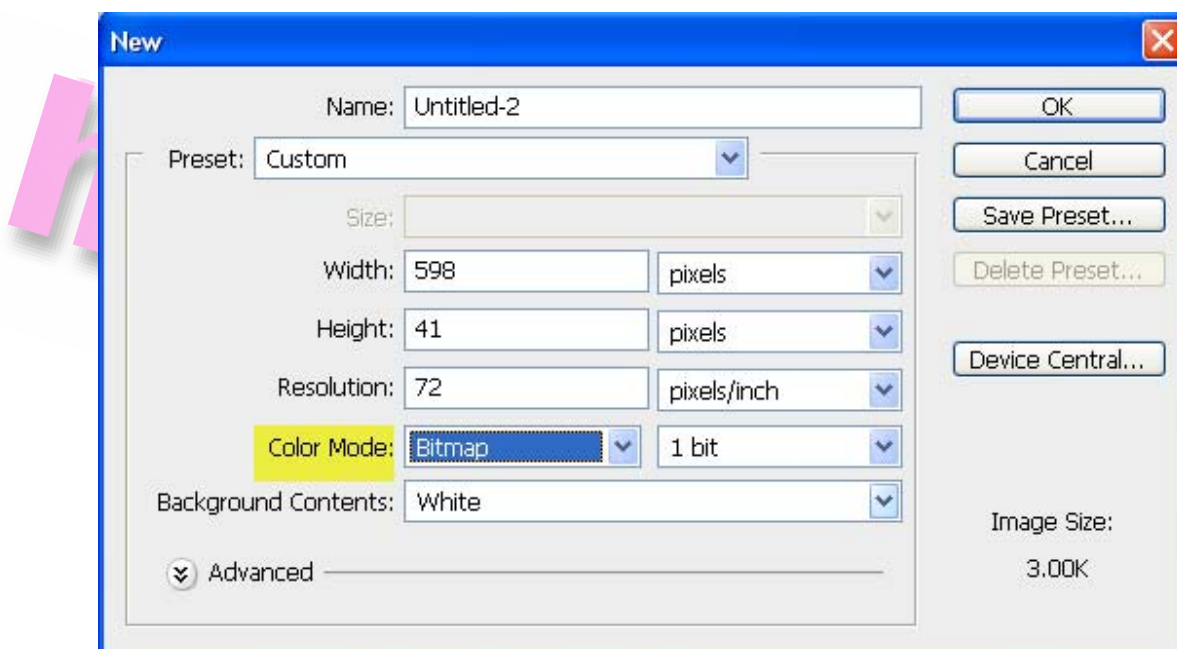 New
Name: Untitled-2
OK
Preset: Custom
Cancel
Size:
Save Preset...
Width: 598 pixels
Delete Preset...
Height: 41 pixels
Device Central...
Resolution: 72 pixels/inch
Color Mode: Bitmap 1 bit
Background Contents: White
Image Size:
3.00K
Advanced